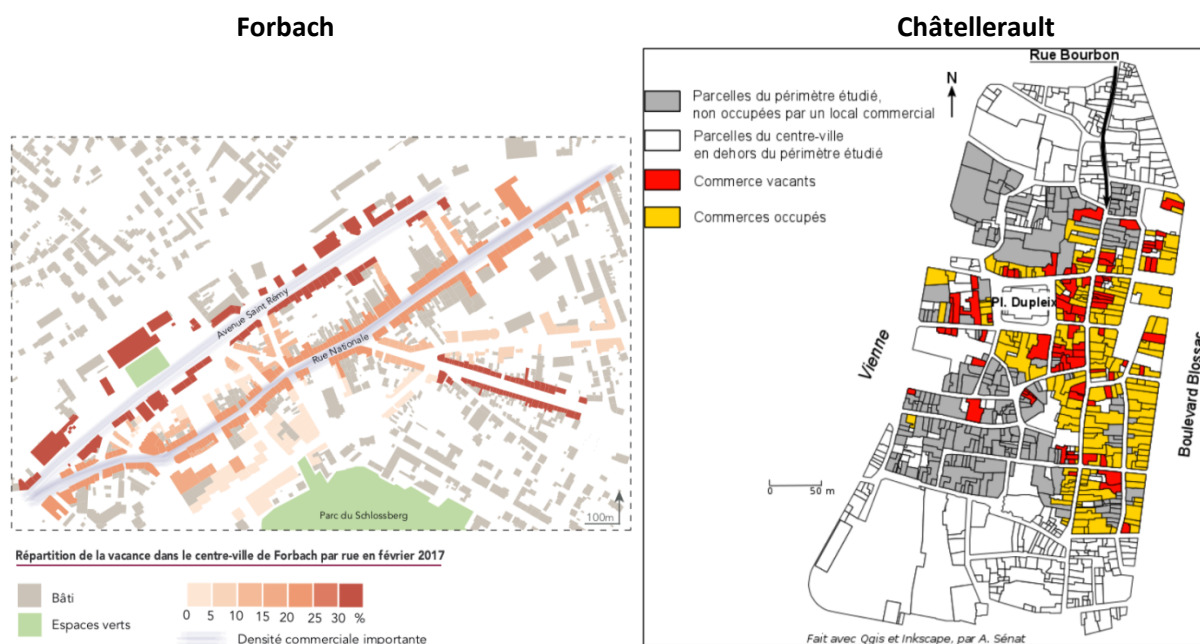 Forbach
Avenue Saint Rémy
Rue Nationale
Parc du Schlossberg
100m
Répartition de la vacance dans le centre-ville de Forbach par rue en février 2017
Bâti
Espaces verts
0 5 10 15 20 25 30 %
Densité commerciale importante
Châtellerault
Rue Bourbon
N
Parcelles du périmètre étudié,
non occupées par un local commercial
Parcelles du centre-ville
en dehors du périmètre étudié
Commerce vacants
Commerces occupés
Pl. Dupleix
Vienne
Boulevard Blossac
0 50 m
Fait avec Qgis et Inkscape, par A. Sénat